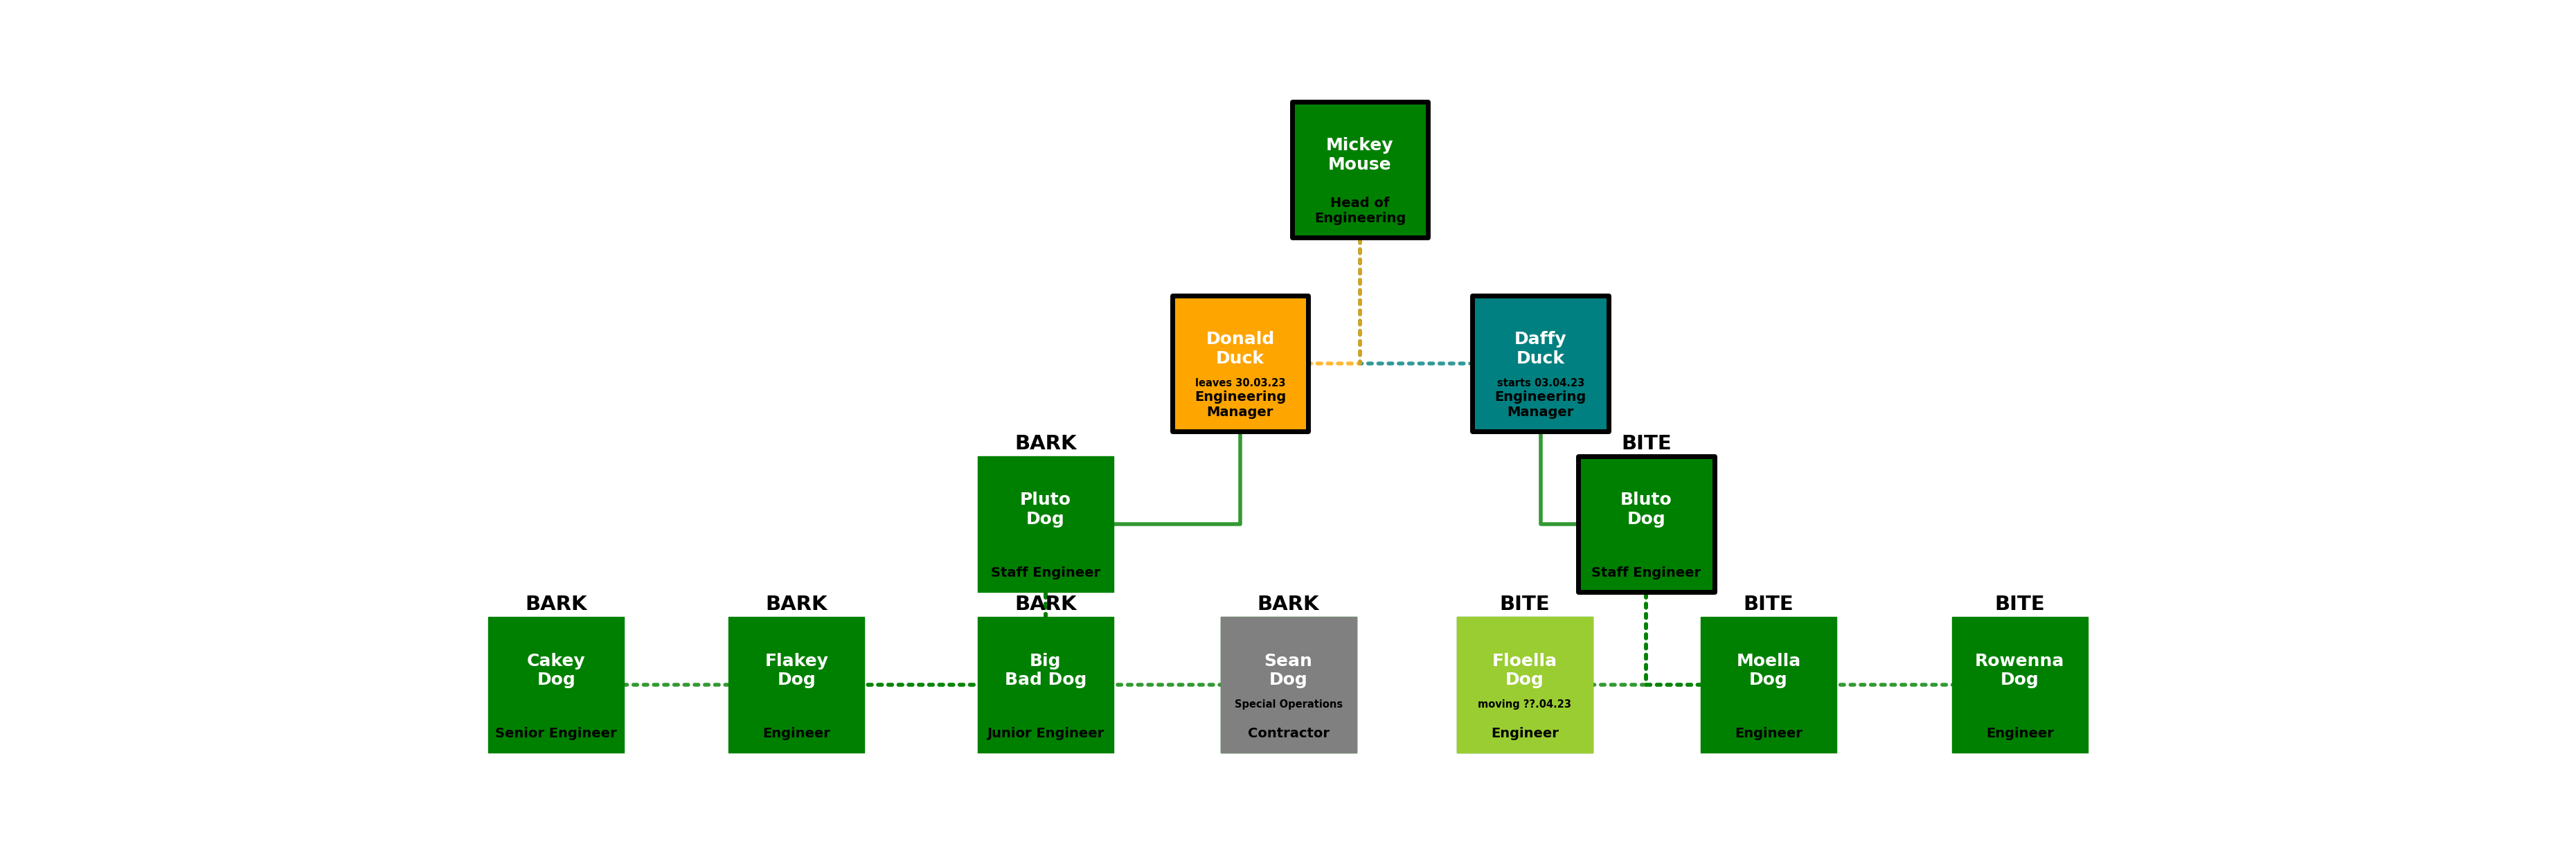 Mickey
Mouse
Head of
Engineering
Donald
Duck
leaves 30.03.23
Engineering
Manager
Daffy
Duck
starts 03.04.23
Engineering
Manager
BARK
Pluto
Dog
Staff Engineer
BITE
Bluto
Dog
Staff Engineer
BARK
Cakey
Dog
Senior Engineer
BARK
Flakey
Dog
Engineer
BARK
Big
Bad Dog
Junior Engineer
BARK
Sean
Dog
Special Operations
Contractor
BITE
Floella
Dog
moving ??.04.23
Engineer
BITE
Moella
Dog
Engineer
BITE
Rowenna
Dog
Engineer